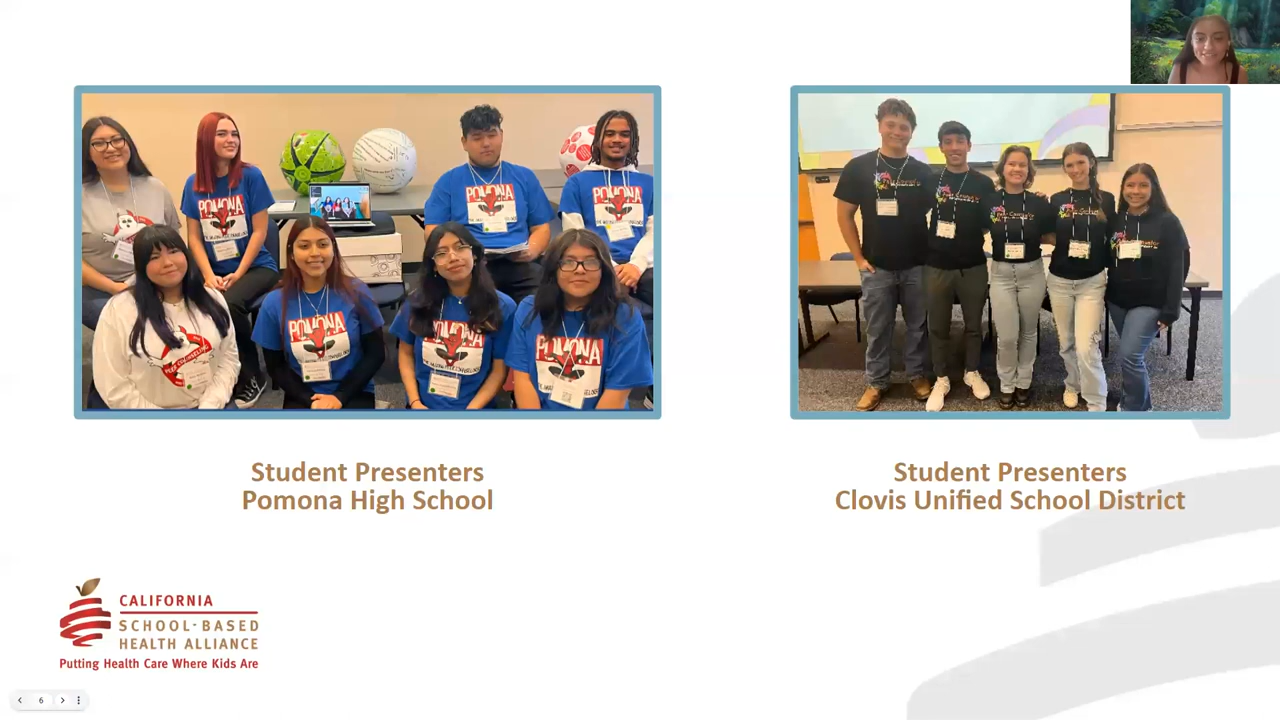 POMONA
POMONA
POMONA
POMONA
POMONA
POMONA
Student Presenters
Pomona High School
Student Presenters
Clovis Unified School District
CALIFORNIA
SCHOOL-BASED
HEALTH ALLIANCE
Putting Health Care Where Kids Are
6